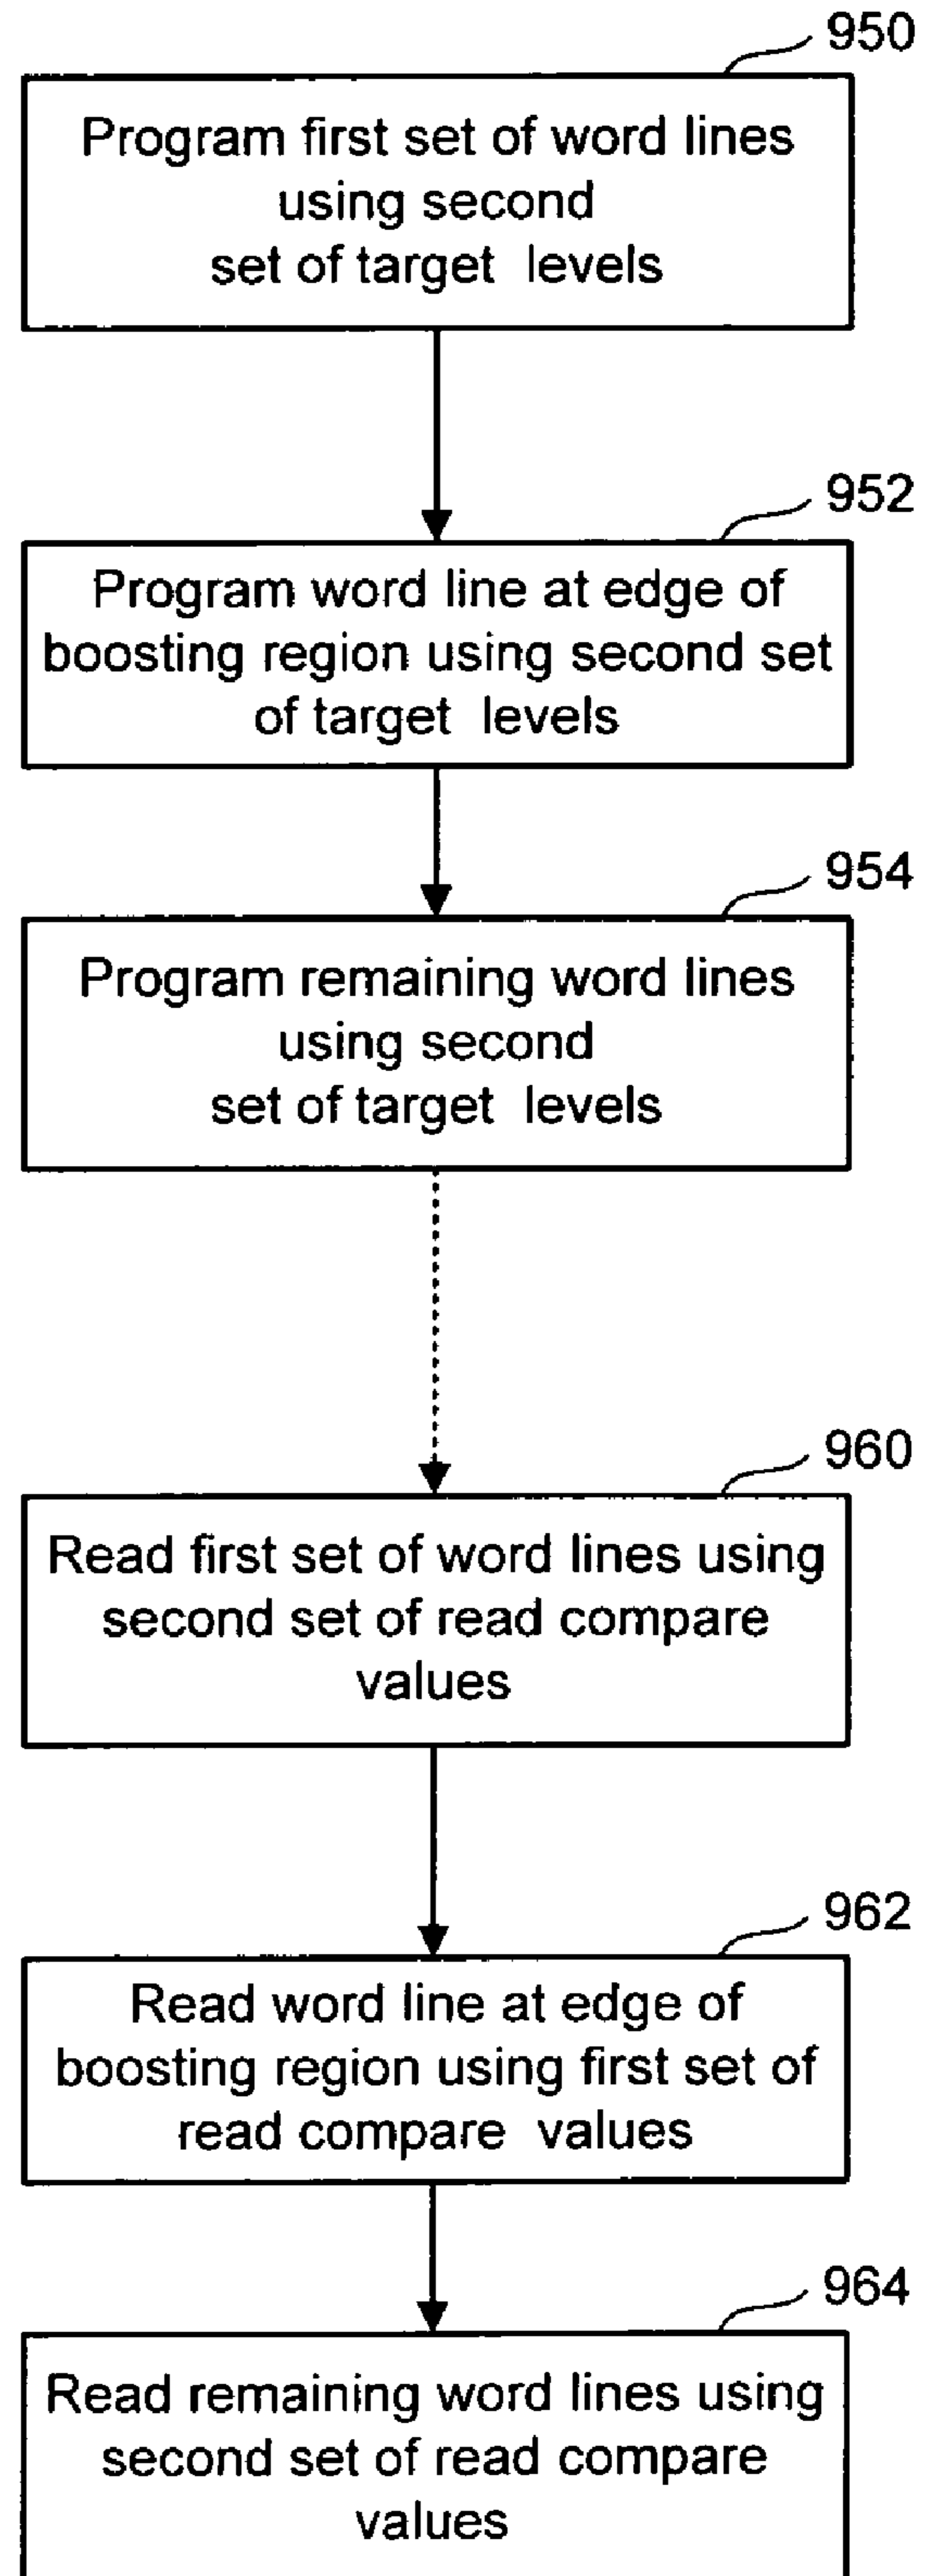 950
Program first set of word lines
using second
set of target levels
952
Program word line at edge of
boosting region using second set
of target levels
954
Program remaining word lines
using second
set of target levels
960
Read first set of word lines using
second set of read compare
values
962
Read word line at edge of
boosting region using first set of
read compare values
964
Read remaining word lines using
second set of read compare
values